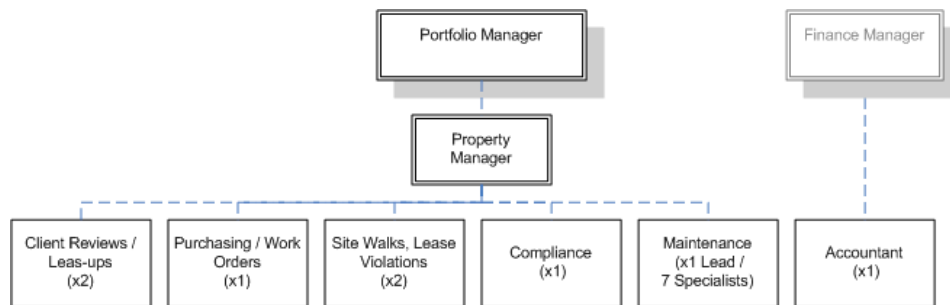 Portfolio Manager
Finance Manager
Property
Manager
Client Reviews /
Leas-ups
(x2)
Purchasing / Work
Orders
(x1)
Site Walks, Lease
Violations
(x2)
Compliance
(x1)
Maintenance
(x1 Lead /
7 Specialists)
Accountant
(x1)